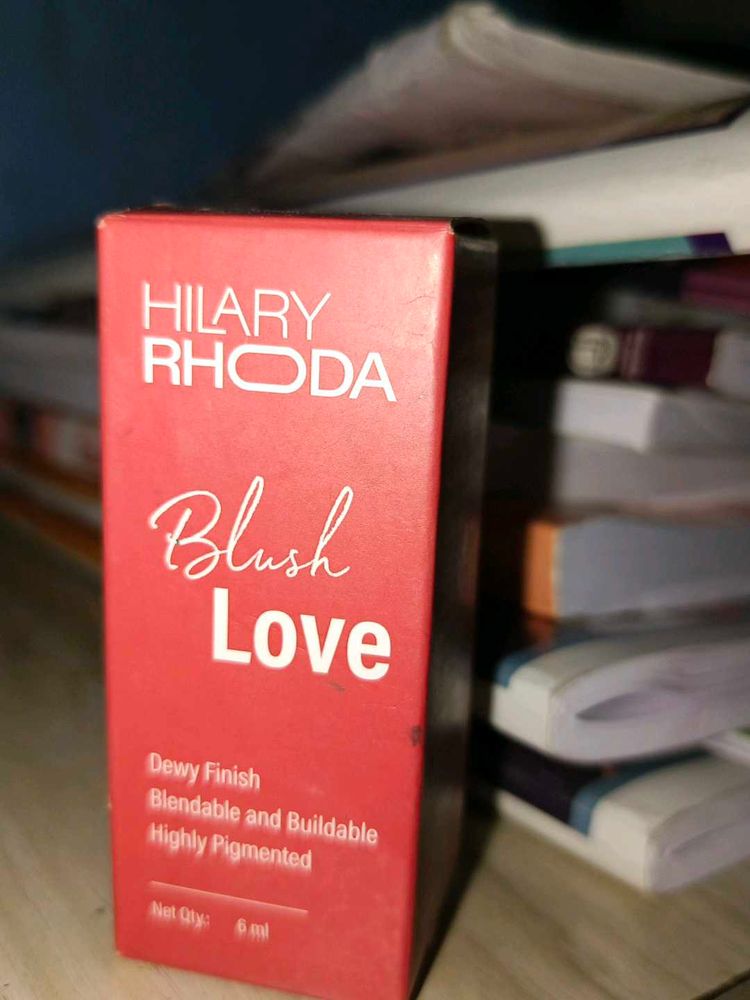 HILARY
RHODA
Blush
Love
Dewy Finish
Blendable and Buildable
Highly Pigmented
Net Qty.: 6 ml